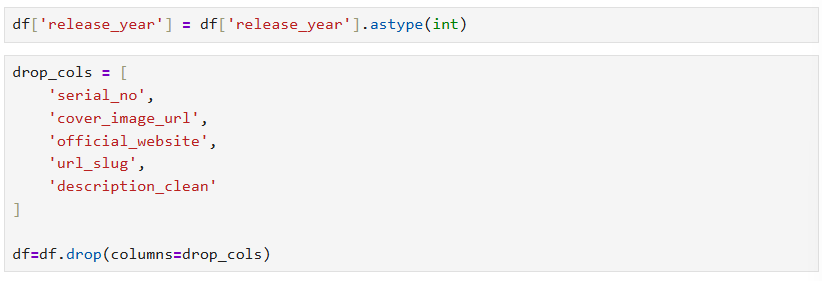 df['release_year'] = df['release_year'].astype(int)
drop_cols = [
    'serial_no',
    'cover_image_url',
    'official_website',
    'url_slug',
    'description_clean'
]
df=df.drop(columns=drop_cols)